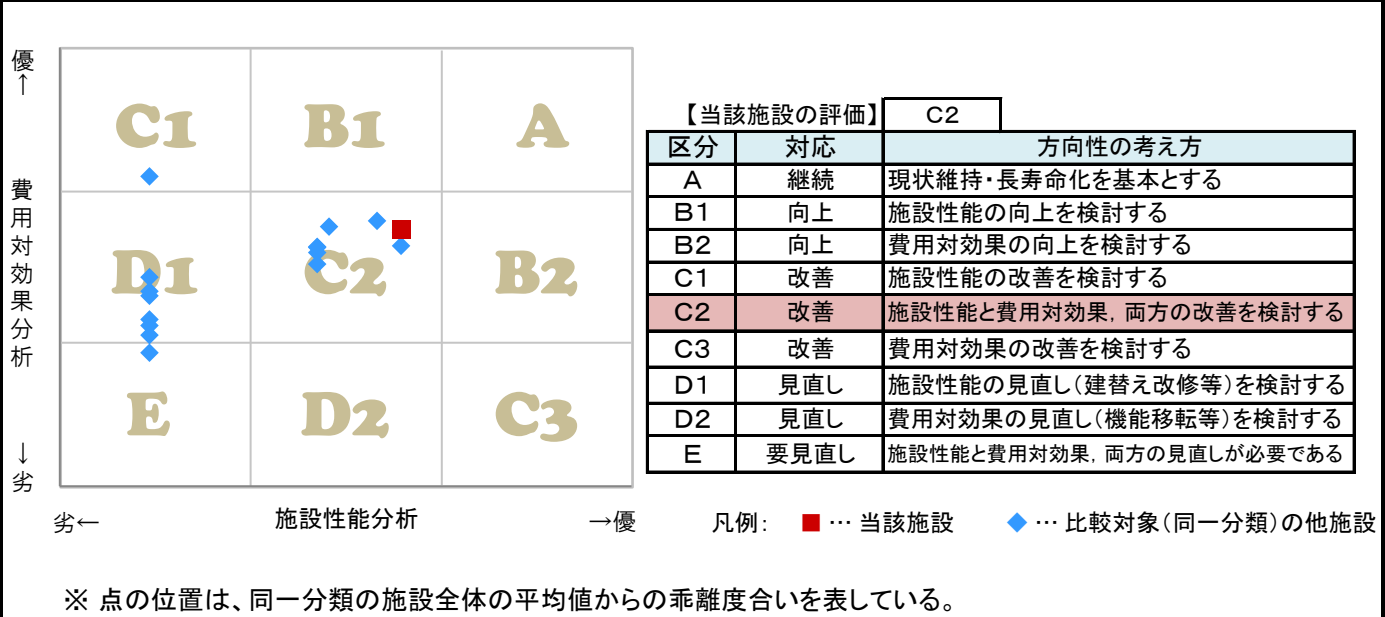 優
↑
費用対効果分析
↓
劣
C1 B1 A
D1 C2 B2
E D2 C3
劣← 施設性能分析 →優
【当該施設の評価】 C2
区分 対応 方向性の考え方
A 継続 現状維持・長寿命化を基本とする
B1 向上 施設性能の向上を検討する
B2 向上 費用対効果の向上を検討する
C1 改善 施設性能の改善を検討する
C2 改善 施設性能と費用対効果，両方の改善を検討する
C3 改善 費用対効果の改善を検討する
D1 見直し 施設性能の見直し（建替え改修等）を検討する
D2 見直し 費用対効果の見直し（機能移転等）を検討する
E 要見直し 施設性能と費用対効果，両方の見直しが必要である
凡例： ■ … 当該施設 ◆ … 比較対象（同一分類）の他施設
※ 点の位置は、同一分類の施設全体の平均値からの乖離度合いを表している。